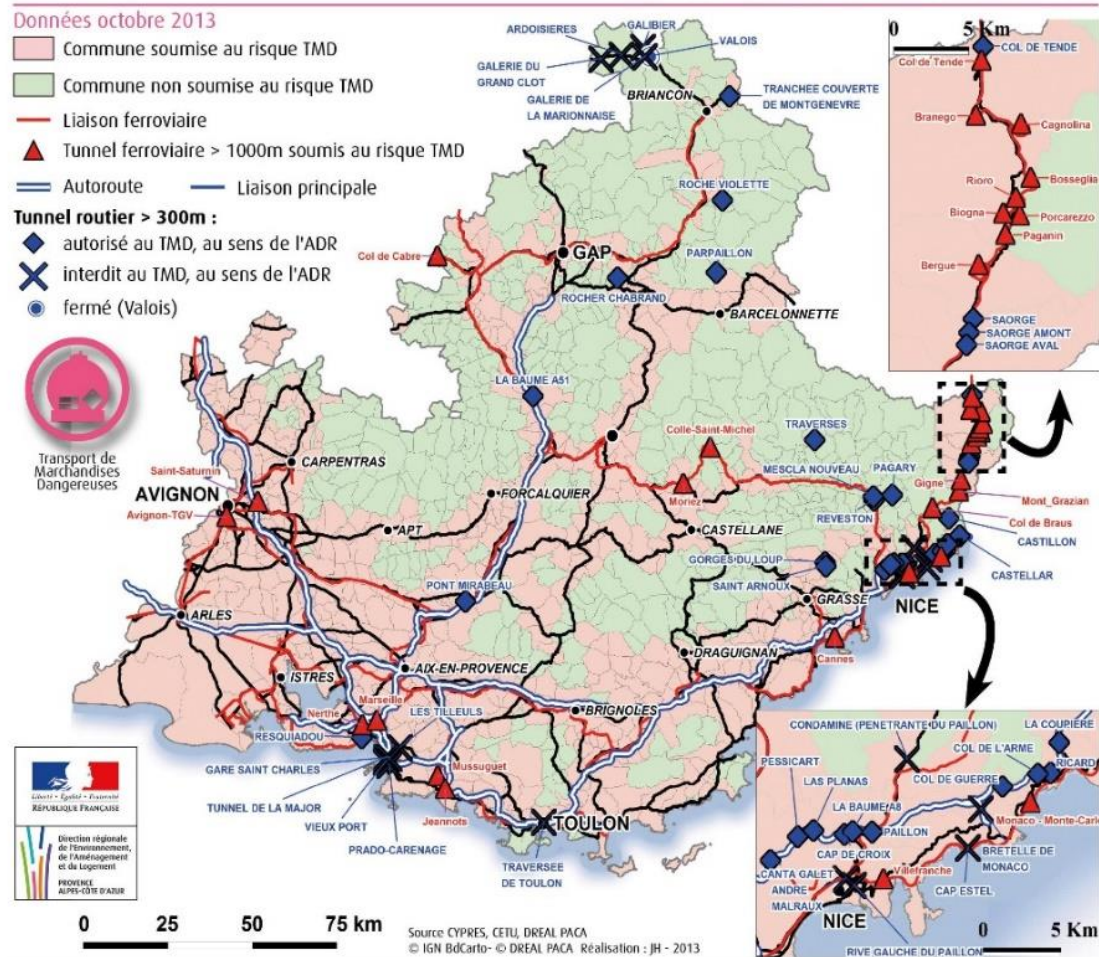 Données octobre 2013
Commune soumise au risque TMD
Commune non soumise au risque TMD
Liaison ferroviaire
Tunnel ferroviaire > 1000m soumis au risque TMD
Autoroute
Liaison principale
Tunnel routier > 300m :
autorisé au TMD, au sens de l'ADR
interdit au TMD, au sens de l'ADR
fermé (Valois)
Transport de
Marchandises
Dangereuses
ARDOISIERES
GALIBIER
VALOIS
GALERIE DU
GRAND CLOT
GALERIE DE
LA MARIONNAISE
BRIANCON
TRANCHEE COUVERTE
DE MONTGENEVRE
ROCHE VIOLETTE
Col de Cabre
GAP
PARPAILLON
ROCHER CHABRAND
BARCELONNETTE
LA BAUME A51
Colle-Saint-Michel
TRAVERSES
Saint-Saturnin
CARPENTRAS
AVIGNON
Avignon-TGV
FORCALQUIER
Moriez
MESCLA NOUVEAU
PAGARY
Gigne
Mont_Grazian
APT
CASTELLANE
REVESTON
Col de Braus
CASTILLON
GORGES DU LOUP
SAINT ARNOUX
CASTELLAR
PONT MIRABEAU
GRASSE
NICE
ARLES
DRAGUIGNAN
Cannes
AIX-EN-PROVENCE
ISTRES
Marseille
Nerthe
LES TILLEULS
BRIGNOLES
RESQUIADOU
GARE SAINT CHARLES
Mussuguet
TUNNEL DE LA MAJOR
Jeannots
VIEUX PORT
TOULON
PRADO-CARENAGE
TRAVERSEE
DE TOULON
0 5 Km
COL DE TENDE
Col de Tende
Branego
Cagnolina
Bosseglia
Rioro
Biogna
Porcarezzo
Paganin
Bergue
SAORGE
SAORGE AMONT
SAORGE AVAL
CONDAMINE (PENETRANTE DU PAILLON)
LA COUPIERE
PESSICART
COL DE L'ARME
LAS PLANAS
COL DE GUERRE
RICARD
LA BAUME A8
PAILLON
Monaco - Monte-Carlo
CAP DE CROIX
BRETELLE DE
MONACO
CANTA GALET
Villefranche
ANDRE
MALRAUX
CAP ESTEL
NICE
RIVE GAUCHE DU PAILLON
0 5 Km
Liberté • Égalité • Fraternité
RÉPUBLIQUE FRANÇAISE
Direction régionale
de l'Environnement,
de l'Aménagement
et du Logement
PROVENCE
ALPES-CÔTE D'AZUR
0 25 50 75 km
Source CYPRES, CETU, DREAL PACA
© IGN BdCarto- © DREAL PACA Réalisation : JH - 2013